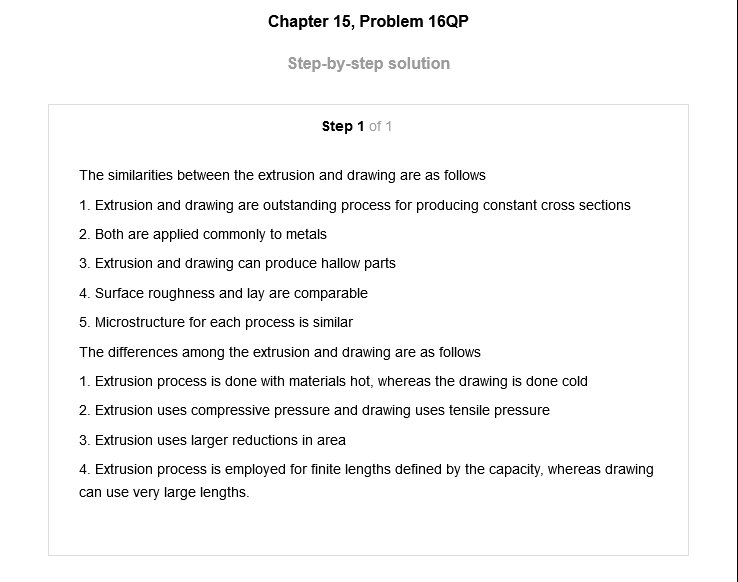 Chapter 15, Problem 16QP
Step-by-step solution
Step 1 of 1
The similarities between the extrusion and drawing are as follows
1. Extrusion and drawing are outstanding process for producing constant cross sections
2. Both are applied commonly to metals
3. Extrusion and drawing can produce hallow parts
4. Surface roughness and lay are comparable
5. Microstructure for each process is similar
The differences among the extrusion and drawing are as follows
1. Extrusion process is done with materials hot, whereas the drawing is done cold
2. Extrusion uses compressive pressure and drawing uses tensile pressure
3. Extrusion uses larger reductions in area
4. Extrusion process is employed for finite lengths defined by the capacity, whereas drawing
can use very large lengths.